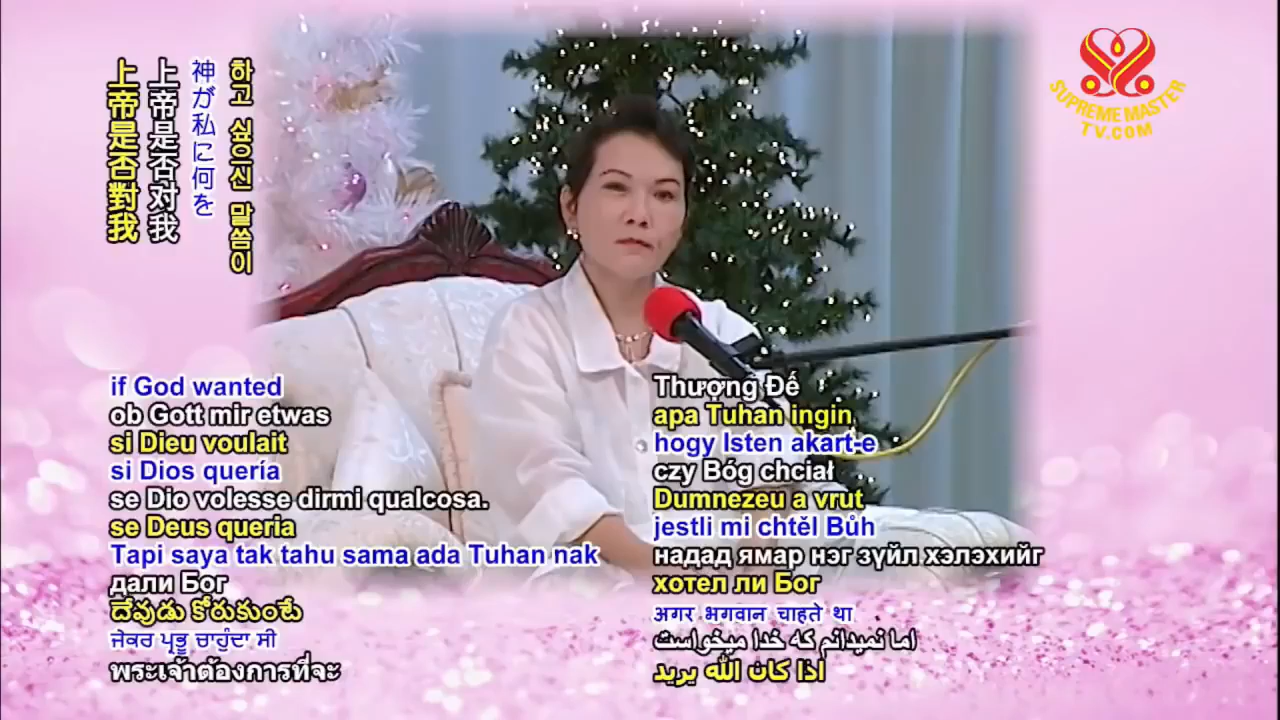 SUPREME MASTER
TV.COM
하고 싶으신 말씀이
神が私に何を
上帝是否对我
上帝是否對我
if God wanted
ob Gott mir etwas
si Dieu voulait
si Dios quería
se Dio volesse dirmi qualcosa.
se Deus queria
Tapi saya tak tahu sama ada Tuhan nak
дали Бог
దేవుడు కోరుకుంటే
ਜੇਕਰ ਪ੍ਰਭੂ ਚਾਹੁੰਦਾ ਸੀ
พระเจ้าต้องการที่จะ
Thượng Đế
apa Tuhan ingin
hogy Isten akart-e
czy Bóg chciał
Dumnezeu a vrut
jestli mi chtěl Bůh
надад ямар нэг зүйл хэлэхийг
хотел ли Бог
अगर भगवान चाहते था
اما نمیدانم که خدا میخواست
اذا كان الله يريد